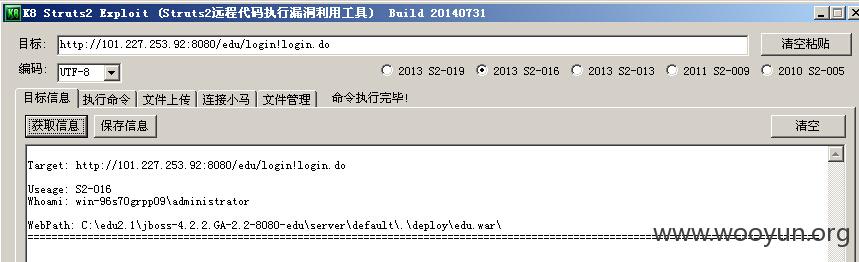 K8 Struts2 Exploit (Struts2远程代码执行漏洞利用工具) Build 20140731
目标: http://101.227.253.92:8080/edu/login!login.do 清空粘贴
编码: UTF-8 2013 S2-019 2013 S2-016 2013 S2-013 2011 S2-009 2010 S2-005
目标信息 执行命令 文件上传 连接小马 文件管理 命令执行完毕!
获取信息 保存信息 清空
Target: http://101.227.253.92:8080/edu/login!login.do
Useage: S2-016
Whoami: win-96s70grpp09\administrator
WebPath: C:\edu2.1\jboss-4.2.2.GA-2.2-8080-edu\server\default\.\deploy\edu.war\
www.wooyun.org